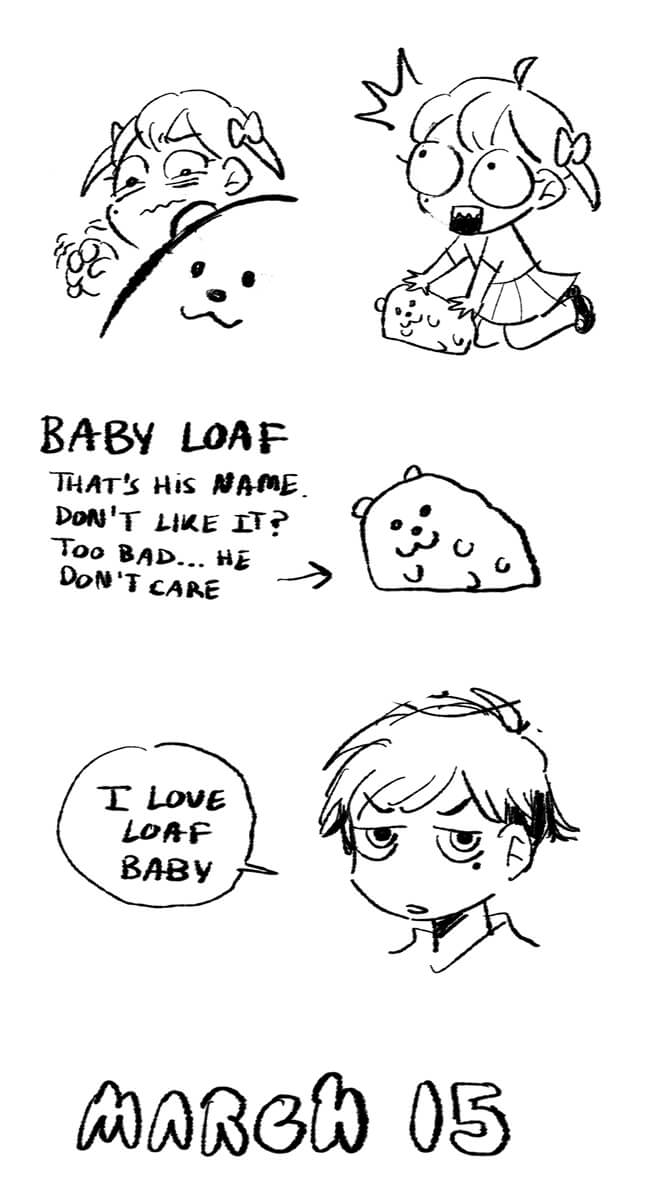 BABY LOAF
THAT'S HiS NAME.
DON'T LIKE IT?
TOO BAD... HE
DON'T CARE
I LOVE
LOAF
BABY
MARCH 15